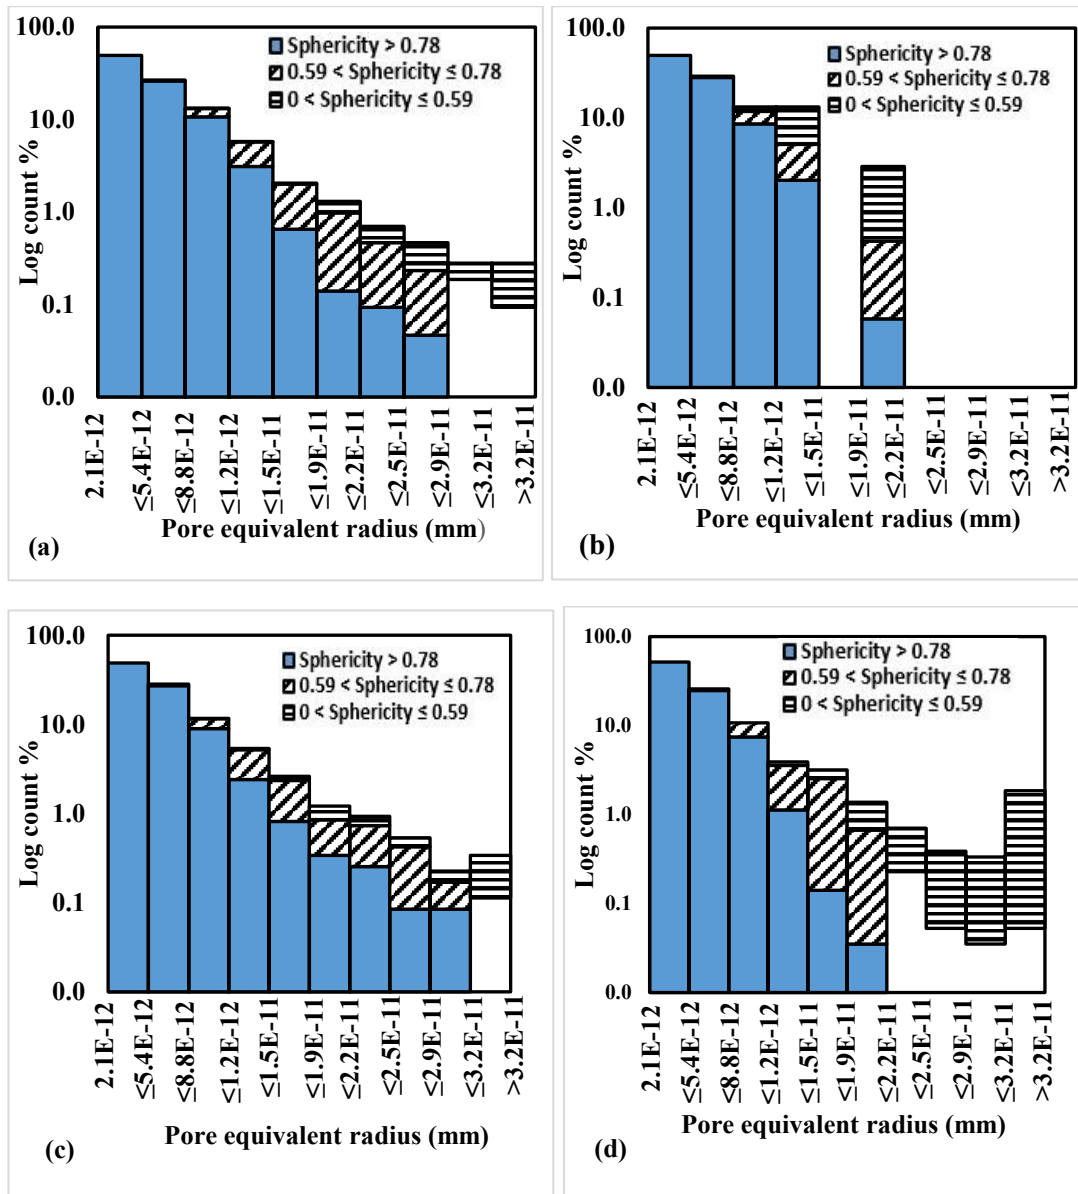 100.0
10.0
1.0
0.1
0.0
Log count %
Sphericity > 0.78
0.59 < Sphericity ≤ 0.78
0 < Sphericity ≤ 0.59
2.1E-12
≤5.4E-12
≤8.8E-12
≤1.2E-12
≤1.5E-11
≤1.9E-11
≤2.2E-11
≤2.5E-11
≤2.9E-11
≤3.2E-11
>3.2E-11
Pore equivalent radius (mm)
(a)
100.0
10.0
1.0
0.1
0.0
Log count %
Sphericity > 0.78
0.59 < Sphericity ≤ 0.78
0 < Sphericity ≤ 0.59
2.1E-12
≤5.4E-12
≤8.8E-12
≤1.2E-12
≤1.5E-11
≤1.9E-11
≤2.2E-11
≤2.5E-11
≤2.9E-11
≤3.2E-11
>3.2E-11
Pore equivalent radius (mm)
(b)
100.0
10.0
1.0
0.1
0.0
Log count %
Sphericity > 0.78
0.59 < Sphericity ≤ 0.78
0 < Sphericity ≤ 0.59
2.1E-12
≤5.4E-12
≤8.8E-12
≤1.2E-12
≤1.5E-11
≤1.9E-11
≤2.2E-11
≤2.5E-11
≤2.9E-11
≤3.2E-11
>3.2E-11
Pore equivalent radius (mm)
(c)
100.0
10.0
1.0
0.1
0.0
Log count %
Sphericity > 0.78
0.59 < Sphericity ≤ 0.78
0 < Sphericity ≤ 0.59
2.1E-12
≤5.4E-12
≤8.8E-12
≤1.2E-12
≤1.5E-11
≤1.9E-11
≤2.2E-11
≤2.5E-11
≤2.9E-11
≤3.2E-11
>3.2E-11
Pore equivalent radius (mm)
(d)